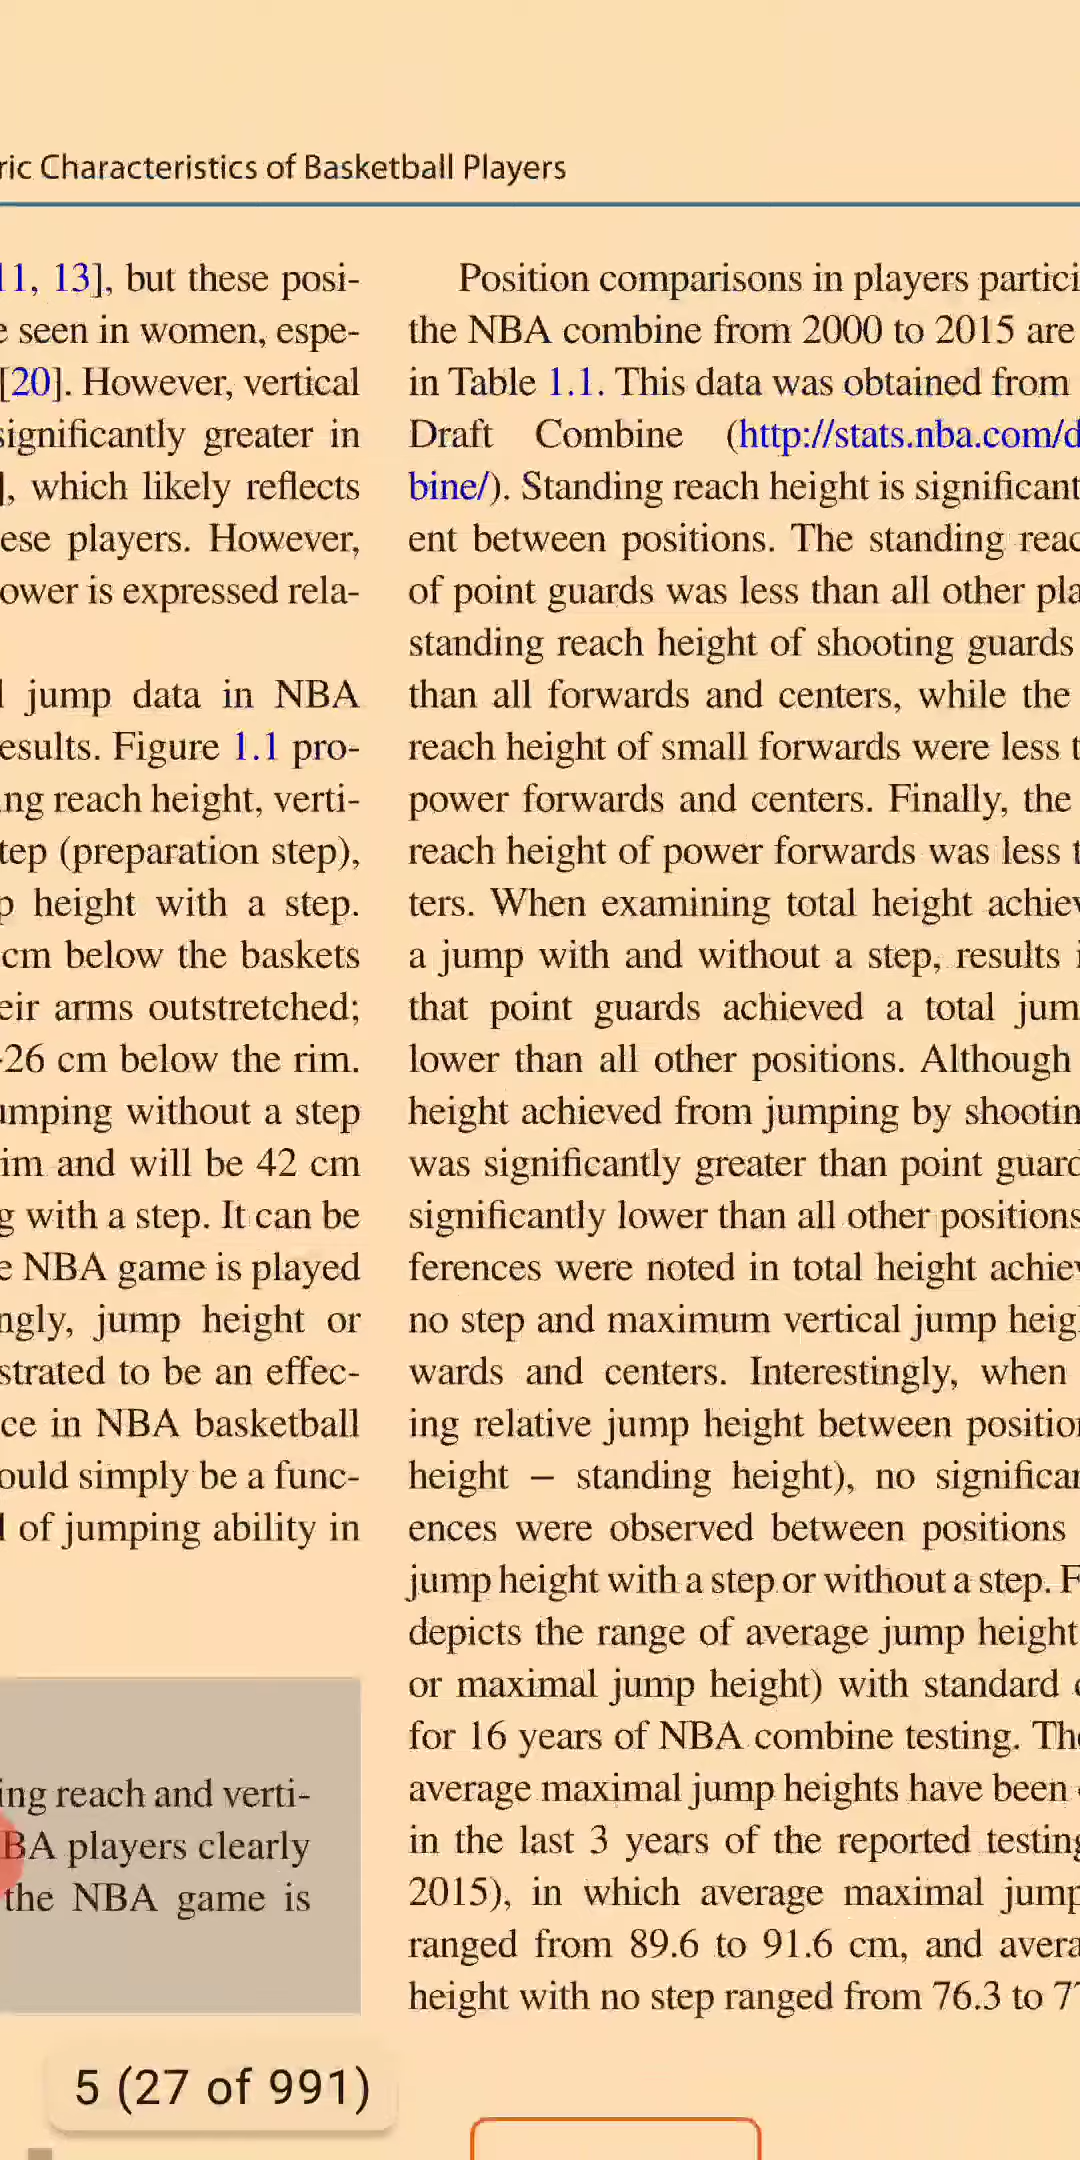 ric Characteristics of Basketball Players
11, 13], but these posi-
e seen in women, espe-
[20]. However, vertical
significantly greater in
], which likely reflects
ese players. However,
ower is expressed rela-
l jump data in NBA
esults. Figure 1.1 pro-
ng reach height, verti-
tep (preparation step),
p height with a step.
cm below the baskets
eir arms outstretched;
-26 cm below the rim.
umping without a step
im and will be 42 cm
g with a step. It can be
e NBA game is played
ngly, jump height or
strated to be an effec-
ce in NBA basketball
ould simply be a func-
l of jumping ability in
ing reach and verti-
BA players clearly
the NBA game is
Position comparisons in players partici
the NBA combine from 2000 to 2015 are
in Table 1.1. This data was obtained from
Draft Combine (http://stats.nba.com/d
bine/). Standing reach height is significant
ent between positions. The standing reac
of point guards was less than all other pla
standing reach height of shooting guards
than all forwards and centers, while the
reach height of small forwards were less t
power forwards and centers. Finally, the
reach height of power forwards was less t
ters. When examining total height achiev
a jump with and without a step, results i
that point guards achieved a total jum
lower than all other positions. Although
height achieved from jumping by shootin
was significantly greater than point guard
significantly lower than all other positions
ferences were noted in total height achiev
no step and maximum vertical jump heig
wards and centers. Interestingly, when
ing relative jump height between position
height − standing height), no significan
ences were observed between positions
jump height with a step or without a step. F
depicts the range of average jump height
or maximal jump height) with standard d
for 16 years of NBA combine testing. The
average maximal jump heights have been
in the last 3 years of the reported testing
2015), in which average maximal jump
ranged from 89.6 to 91.6 cm, and avera
height with no step ranged from 76.3 to 77
5 (27 of 991)